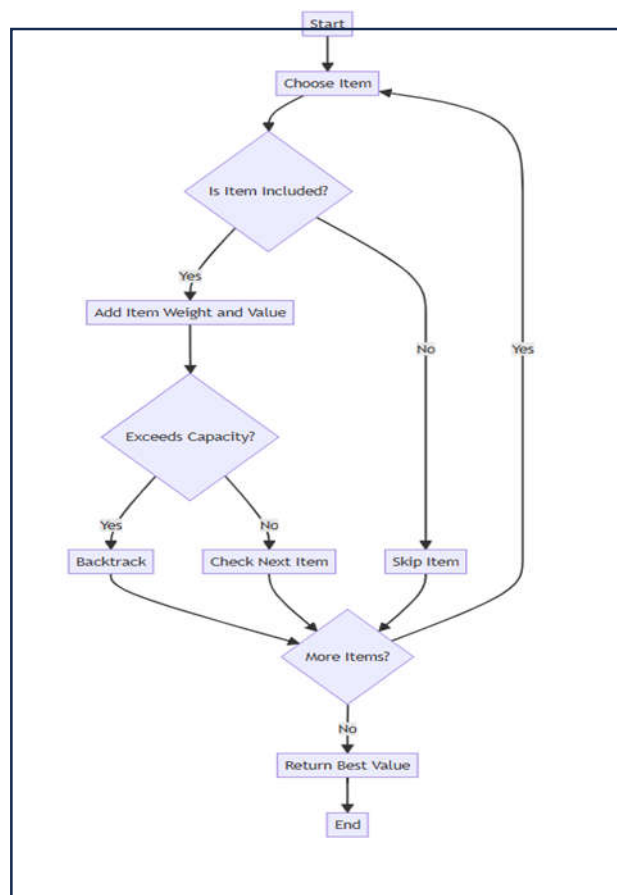 Start
Choose Item
Is Item Included?
Yes
Add Item Weight and Value
No
Yes
Exceeds Capacity?
Yes
No
Backtrack
Check Next Item
Skip Item
More Items?
No
Return Best Value
End